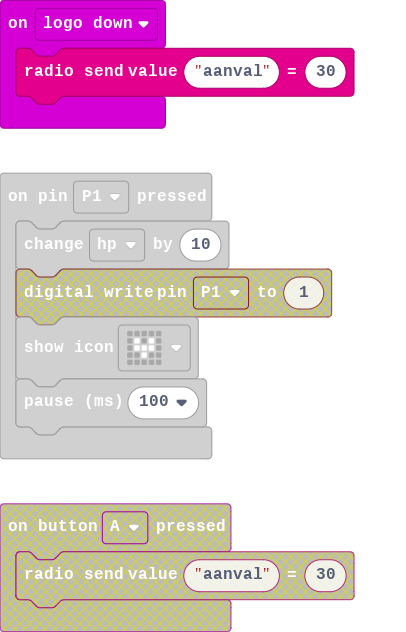 on logo down
radio send value "aanval" = 30
on pin P1 pressed
change hp by 10
digital write pin P1 to 1
show icon
pause (ms) 100
on button A pressed
radio send value "aanval" = 30